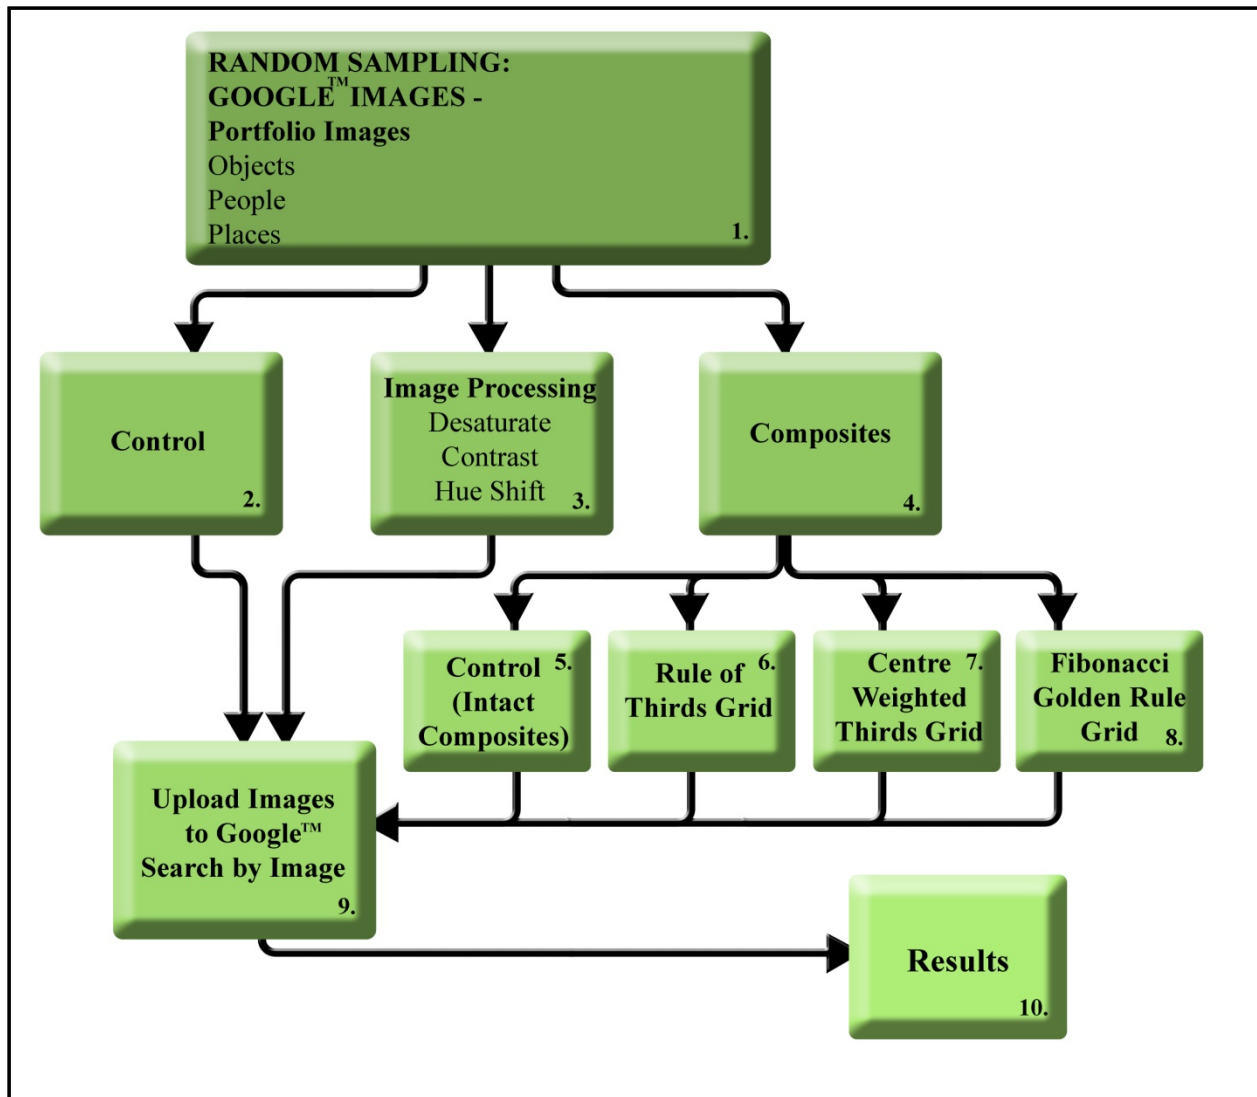 RANDOM SAMPLING:
GOOGLE™ IMAGES -
Portfolio Images
Objects
People
Places
1.
Control
2.
Image Processing
Desaturate
Contrast
Hue Shift
3.
Composites
4.
Control 5.
(Intact
Composites)
6.
Rule of
Thirds Grid
Centre 7.
Weighted
Thirds Grid
Fibonacci
Golden Rule
Grid
8.
Upload Images
to Google™
Search by Image
9.
Results
10.